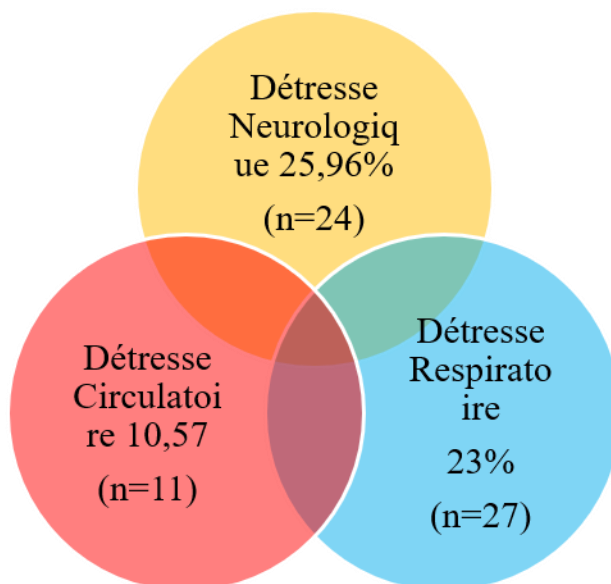 Détresse
Neurologiq
ue 25,96%
(n=24)
Détresse
Circulatoi
re 10,57
(n=11)
Détresse
Respirato
ire
23%
(n=27)